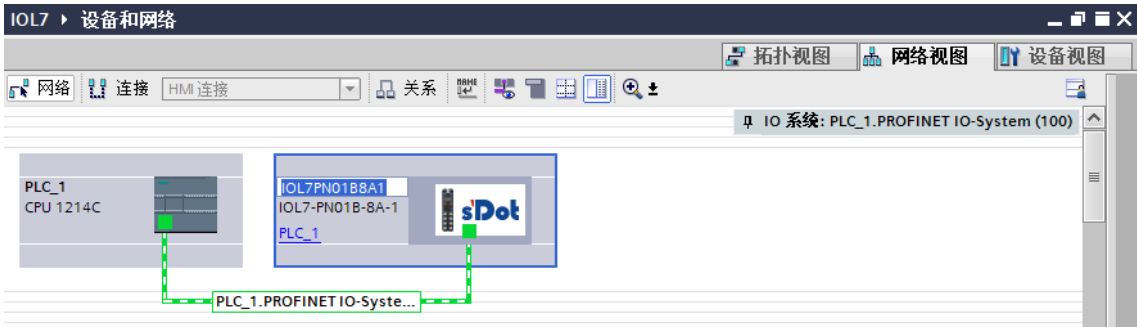 IOL7 ▸ 设备和网络
拓扑视图 网络视图 设备视图
网络 连接 HMI 连接 关系
IO 系统: PLC_1.PROFINET IO-System (100)
PLC_1
CPU 1214C
IOL7PN01B8A1
IOL7-PN01B-8A-1
PLC_1
s'Dot
PLC_1.PROFINET IO-Syste...